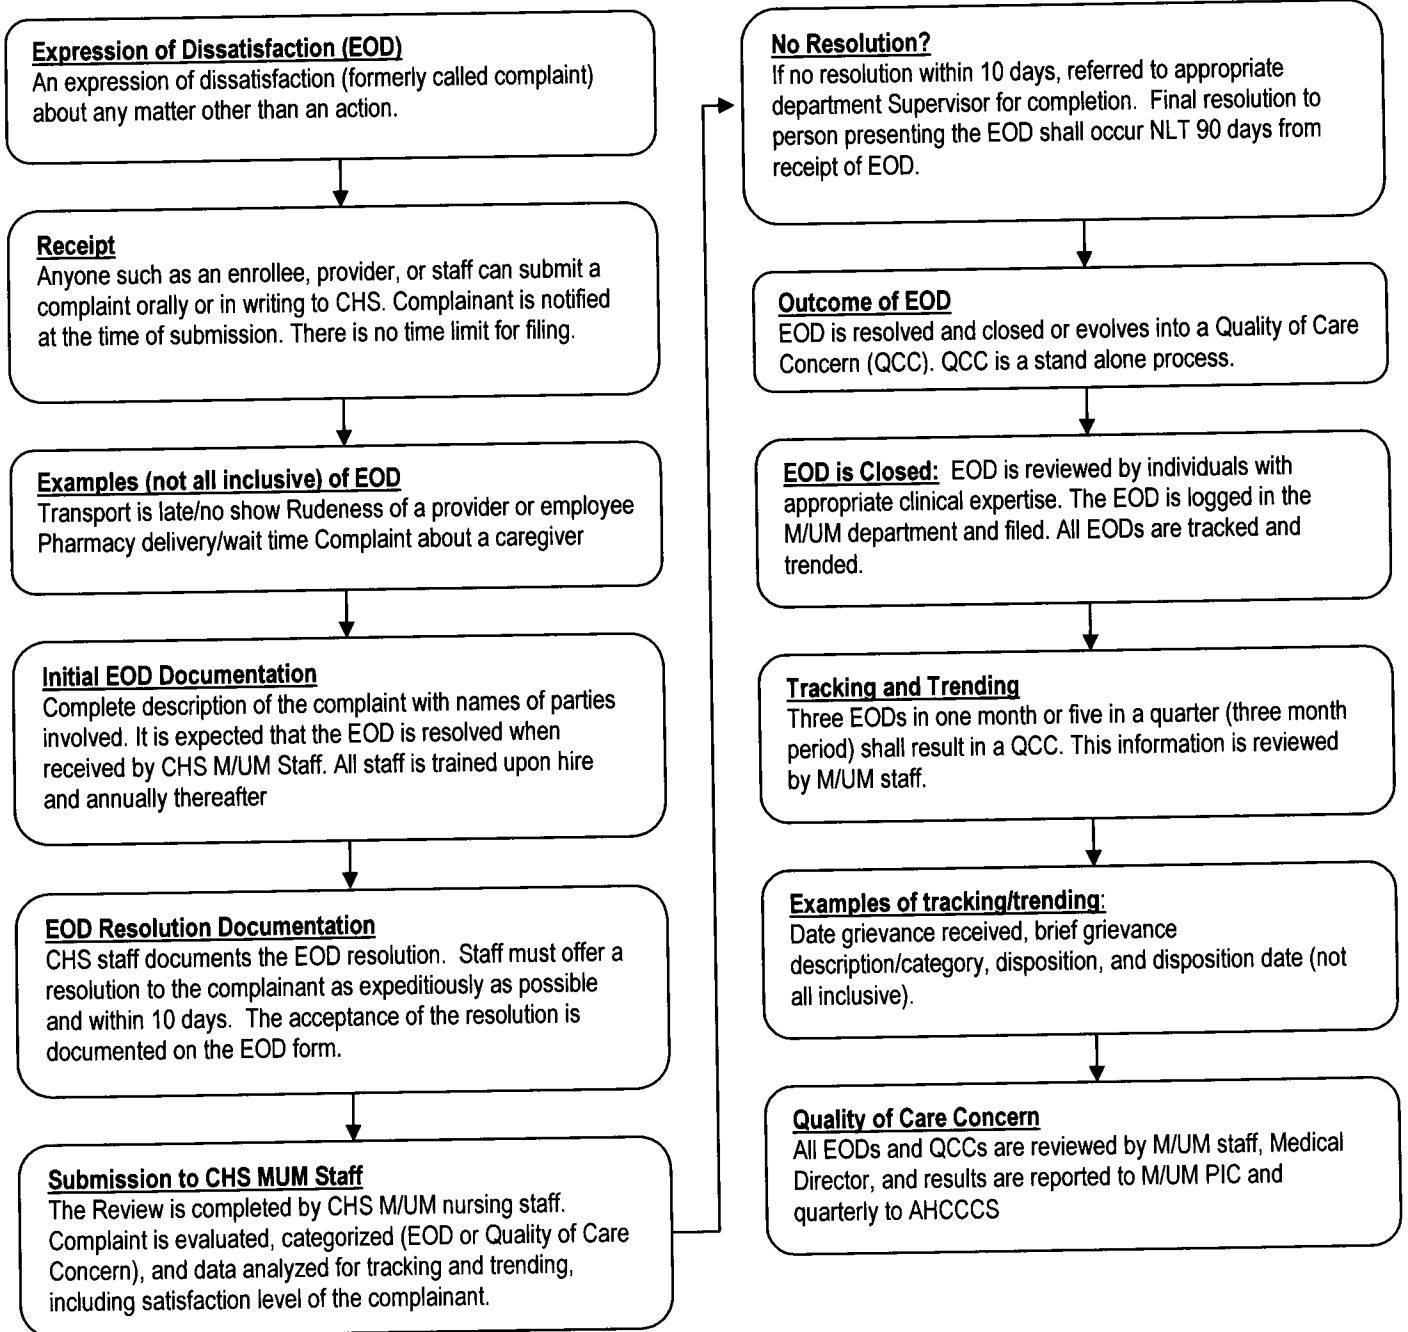 Expression of Dissatisfaction (EOD)
An expression of dissatisfaction (formerly called complaint)
about any matter other than an action.
Receipt
Anyone such as an enrollee, provider, or staff can submit a
complaint orally or in writing to CHS. Complainant is notified
at the time of submission. There is no time limit for filing.
Examples (not all inclusive) of EOD
Transport is late/no show Rudeness of a provider or employee
Pharmacy delivery/wait time Complaint about a caregiver
Initial EOD Documentation
Complete description of the complaint with names of parties
involved. It is expected that the EOD is resolved when
received by CHS M/UM Staff. All staff is trained upon hire
and annually thereafter
EOD Resolution Documentation
CHS staff documents the EOD resolution. Staff must offer a
resolution to the complainant as expeditiously as possible
and within 10 days. The acceptance of the resolution is
documented on the EOD form.
Submission to CHS MUM Staff
The Review is completed by CHS M/UM nursing staff.
Complaint is evaluated, categorized (EOD or Quality of Care
Concern), and data analyzed for tracking and trending,
including satisfaction level of the complainant.
No Resolution?
If no resolution within 10 days, referred to appropriate
department Supervisor for completion. Final resolution to
person presenting the EOD shall occur NLT 90 days from
receipt of EOD.
Outcome of EOD
EOD is resolved and closed or evolves into a Quality of Care
Concern (QCC). QCC is a stand alone process.
EOD is Closed: EOD is reviewed by individuals with
appropriate clinical expertise. The EOD is logged in the
M/UM department and filed. All EODs are tracked and
trended.
Tracking and Trending
Three EODs in one month or five in a quarter (three month
period) shall result in a QCC. This information is reviewed
by M/UM staff.
Examples of tracking/trending:
Date grievance received, brief grievance
description/category, disposition, and disposition date (not
all inclusive).
Quality of Care Concern
All EODs and QCCs are reviewed by M/UM staff, Medical
Director, and results are reported to M/UM PIC and
quarterly to AHCCCS